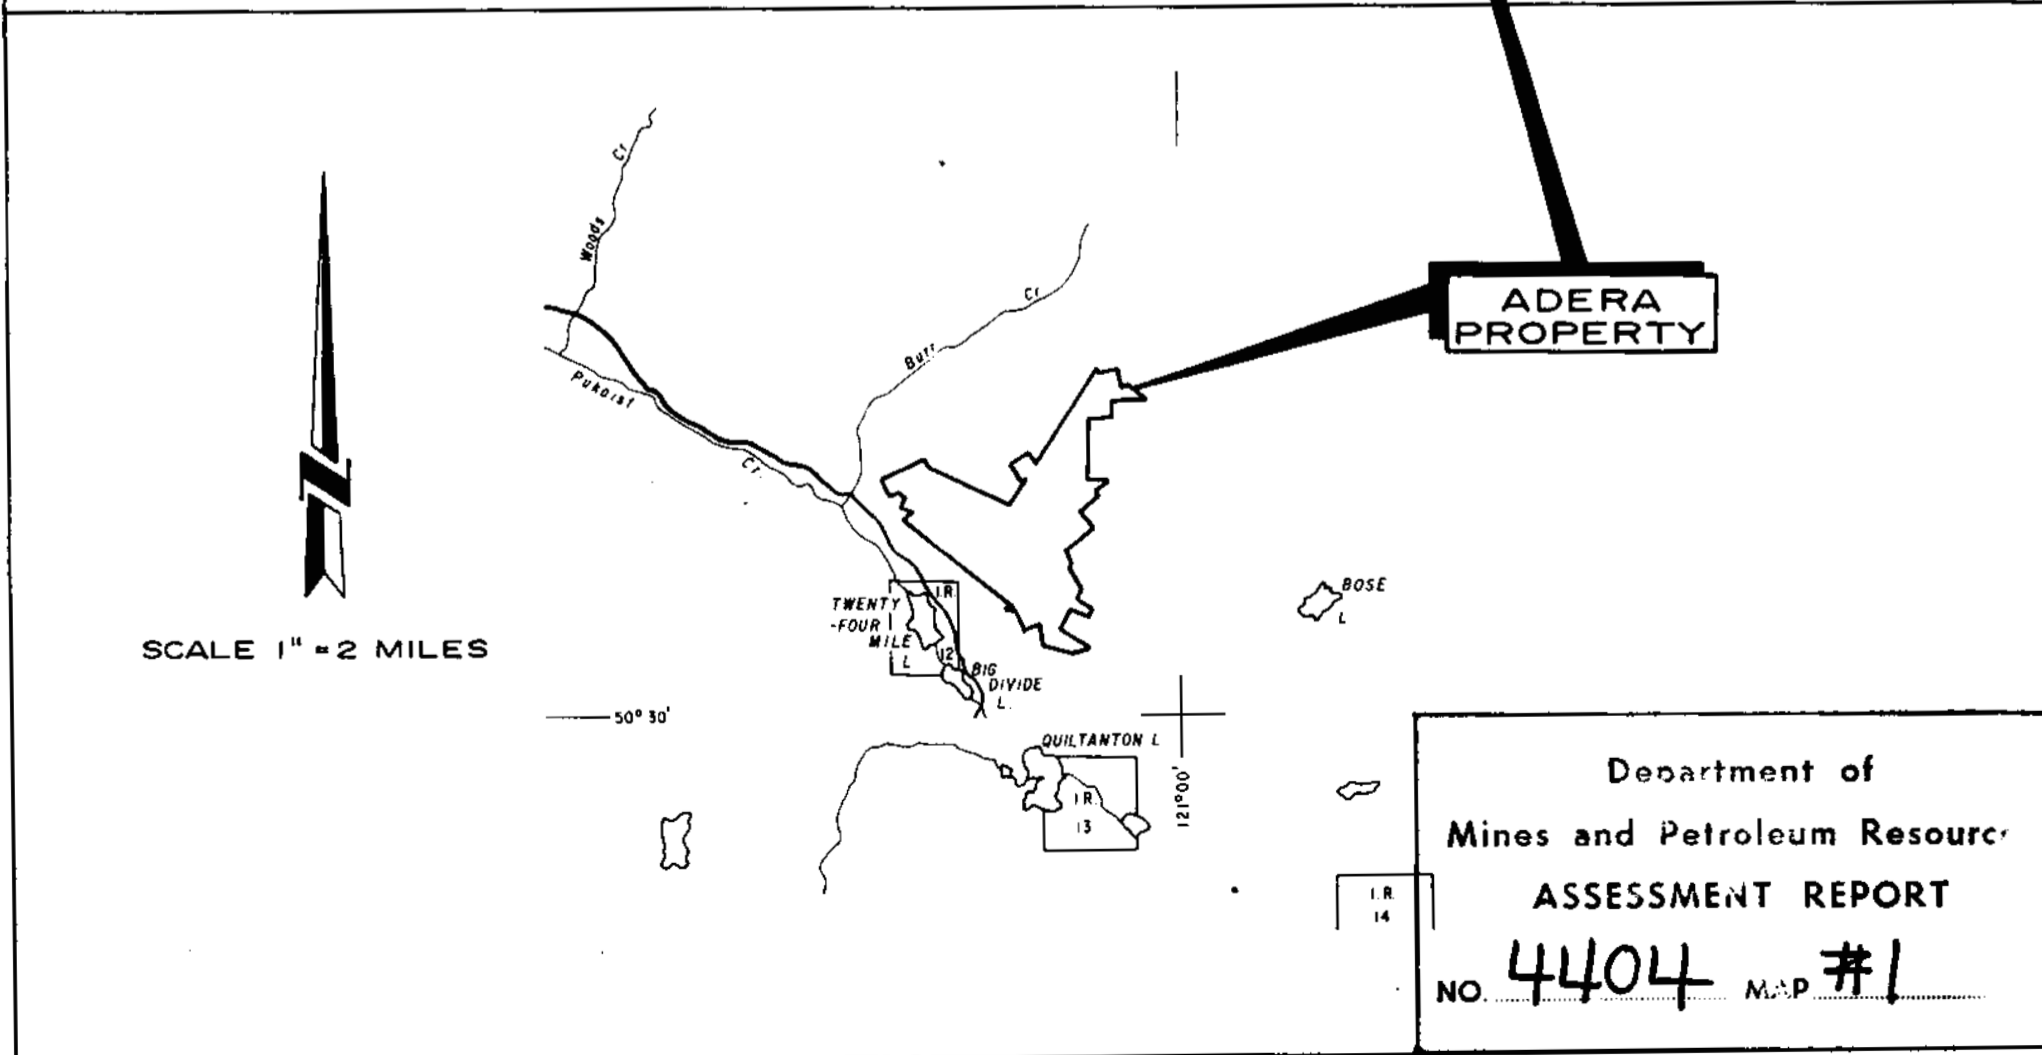 Woods Cr
Cr
Burr
ADERA
PROPERTY
Pukaist
Cr.
SCALE 1" = 2 MILES
TWENTY
-FOUR
MILE
L
I.R.
12
BIG
DIVIDE
L.
BOSE
L
50° 30'
QUILTANTON L
I.R.
13
121°00'
I.R.
14
Department of
Mines and Petroleum Resourc
ASSESSMENT REPORT
NO. 4404 MAP #1